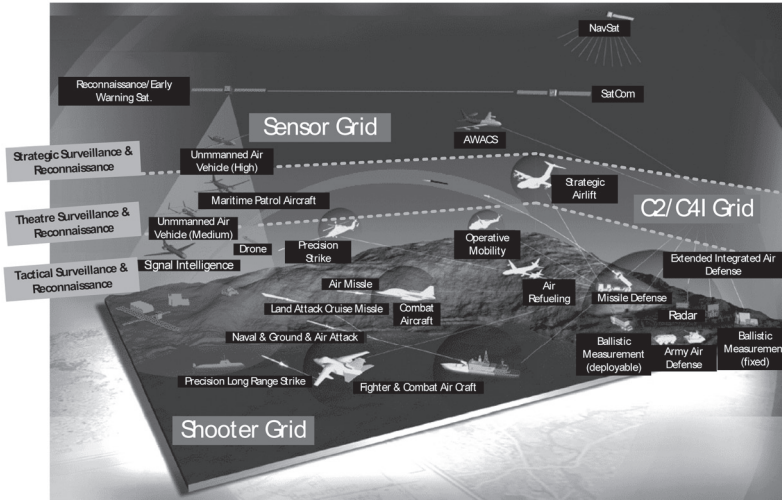 NavSat
Reconnaissance/Early
Warning Sat.
SatCom
Sensor Grid
AWACS
Strategic Surveillance &
Reconnaissance
Unmmanned Air
Vehicle (High)
Strategic
Airlift
Maritime Patrol Aircraft
C2/C4I Grid
Theatre Surveillance &
Reconnaissance
Unmmanned Air
Vehicle (Medium)
Drone
Precision
Strike
Operative
Mobility
Signal Intelligence
Extended Integrated Air
Defense
Tactical Surveillance &
Reconnaissance
Air Missle
Air
Refueling
Missile Defense
Land Attack Cruise Missle
Combat
Aircraft
Radar
Naval & Ground & Air Attack
Ballistic
Measurement
(deployable)
Army Air
Defense
Ballistic
Measurement
(fixed)
Precision Long Range Strike
Fighter & Combat Air Craft
Shooter Grid